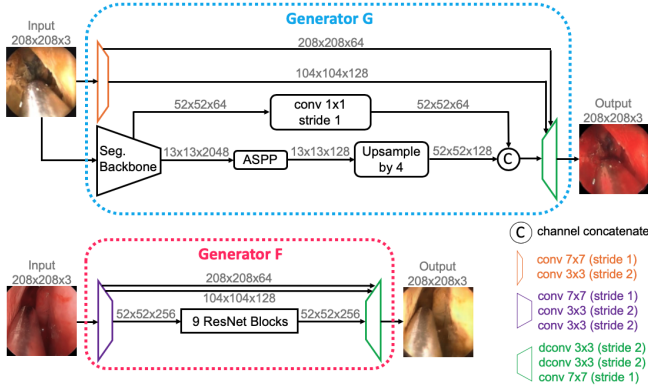 Generator G
Input
208x208x3
208x208x64
104x104x128
52x52x64
conv 1x1
stride 1
52x52x64
Output
208x208x3
Seg.
Backbone
13x13x2048
ASPP
13x13x128
Upsample
by 4
52x52x128
C
C channel concatenate
Generator F
Input
208x208x3
208x208x64
104x104x128
Output
208x208x3
52x52x256
9 ResNet Blocks
52x52x256
conv 7x7 (stride 1)
conv 3x3 (stride 2)
conv 7x7 (stride 1)
conv 3x3 (stride 2)
conv 3x3 (stride 2)
dconv 3x3 (stride 2)
dconv 3x3 (stride 2)
conv 7x7 (stride 1)